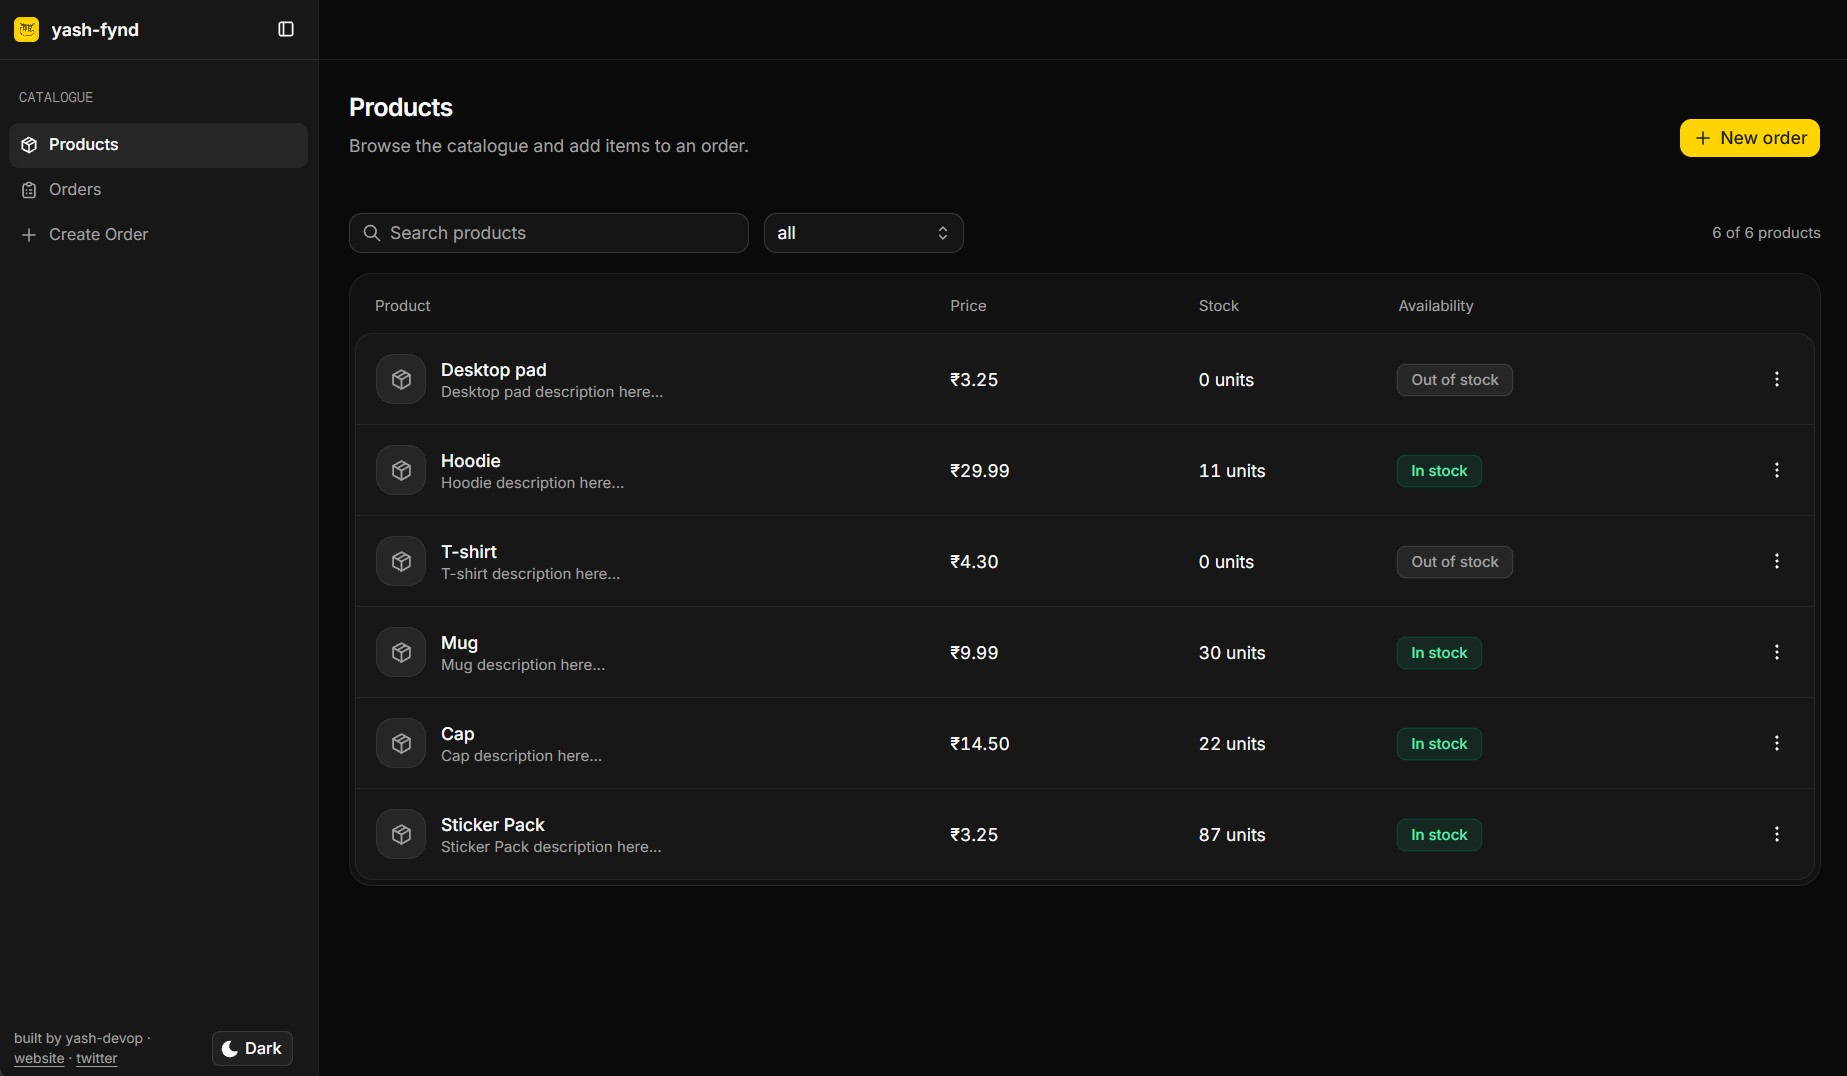 yash-fynd
CATALOGUE
Products
Orders
Create Order
Products
Browse the catalogue and add items to an order.
New order
Search products
all
6 of 6 products
Product Price Stock Availability
Desktop pad
Desktop pad description here...
₹3.25 0 units Out of stock
Hoodie
Hoodie description here...
₹29.99 11 units In stock
T-shirt
T-shirt description here...
₹4.30 0 units Out of stock
Mug
Mug description here...
₹9.99 30 units In stock
Cap
Cap description here...
₹14.50 22 units In stock
Sticker Pack
Sticker Pack description here...
₹3.25 87 units In stock
built by yash-devop ·
website · twitter
Dark